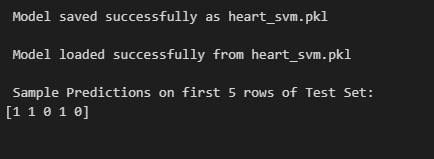 Model saved successfully as heart_svm.pkl
Model loaded successfully from heart_svm.pkl
Sample Predictions on first 5 rows of Test Set:
[1 1 0 1 0]